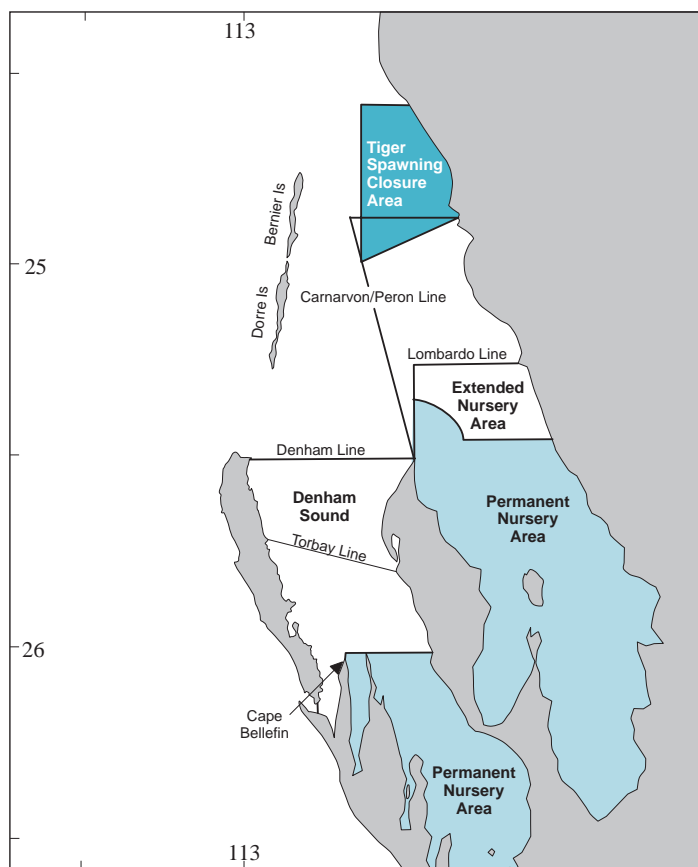 113
Tiger
Spawning
Closure
Area
Bernier Is
25
Dorre Is
Carnarvon/Peron Line
Lombardo Line
Extended
Nursery
Area
Denham Line
Denham
Sound
Permanent
Nursery
Area
Torbay Line
26
Cape
Bellefin
Permanent
Nursery
Area
113